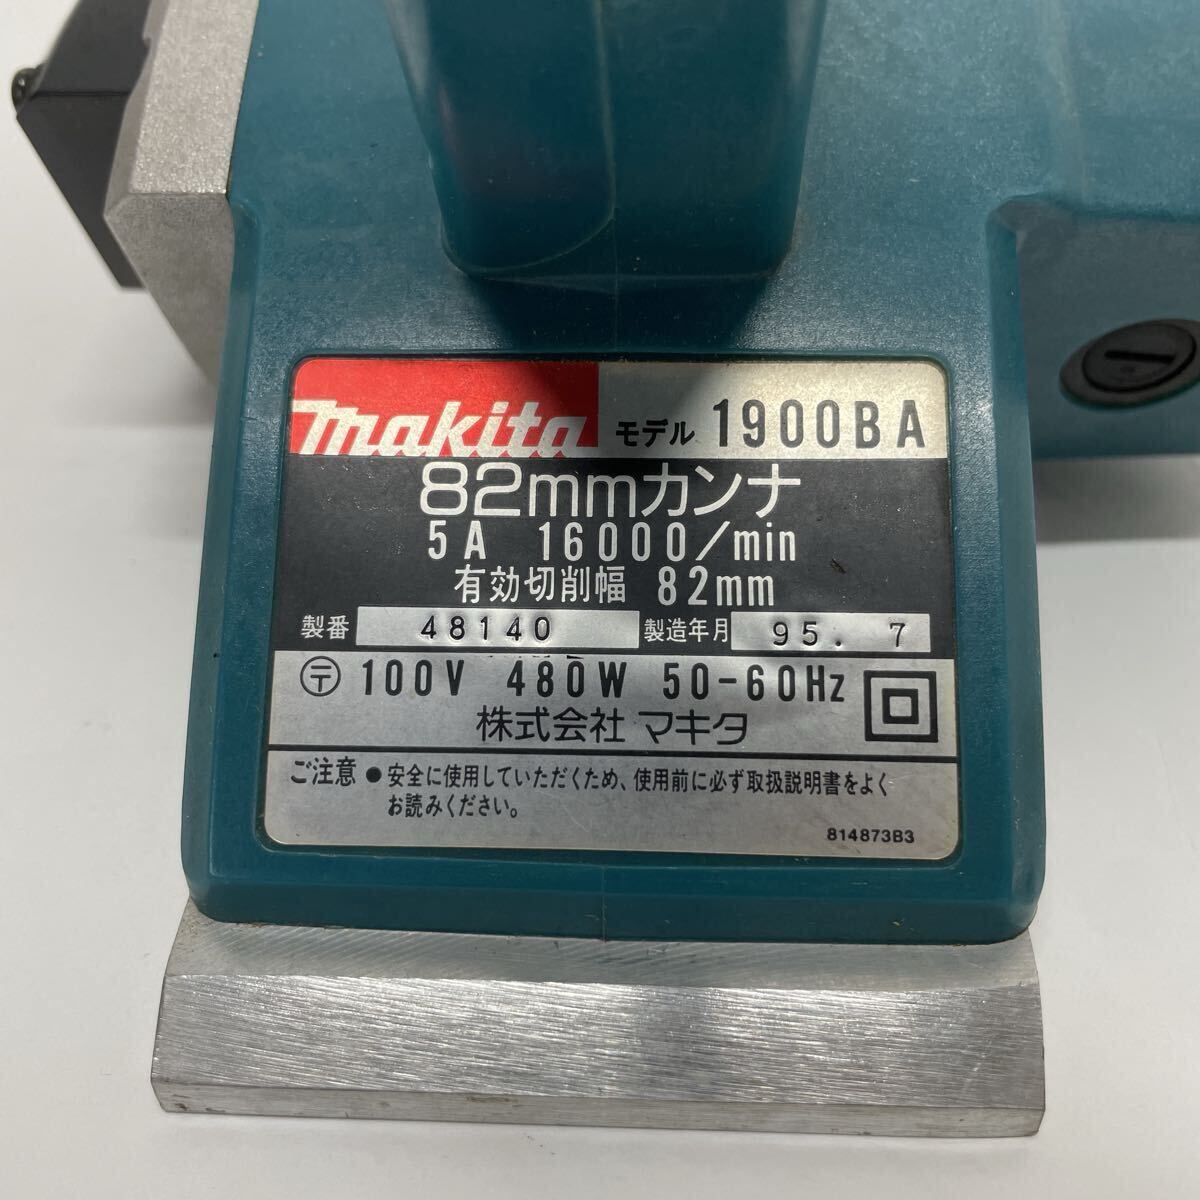 makita モデル 1900BA
82mmカンナ
5A 16000/min
有効切削幅 82mm
製番 48140 製造年月 95. 7
〒 100V 480W 50-60Hz
株式会社 マキタ
ご注意 ● 安全に使用していただくため、使用前に必ず取扱説明書をよく
お読みください。
814873B3